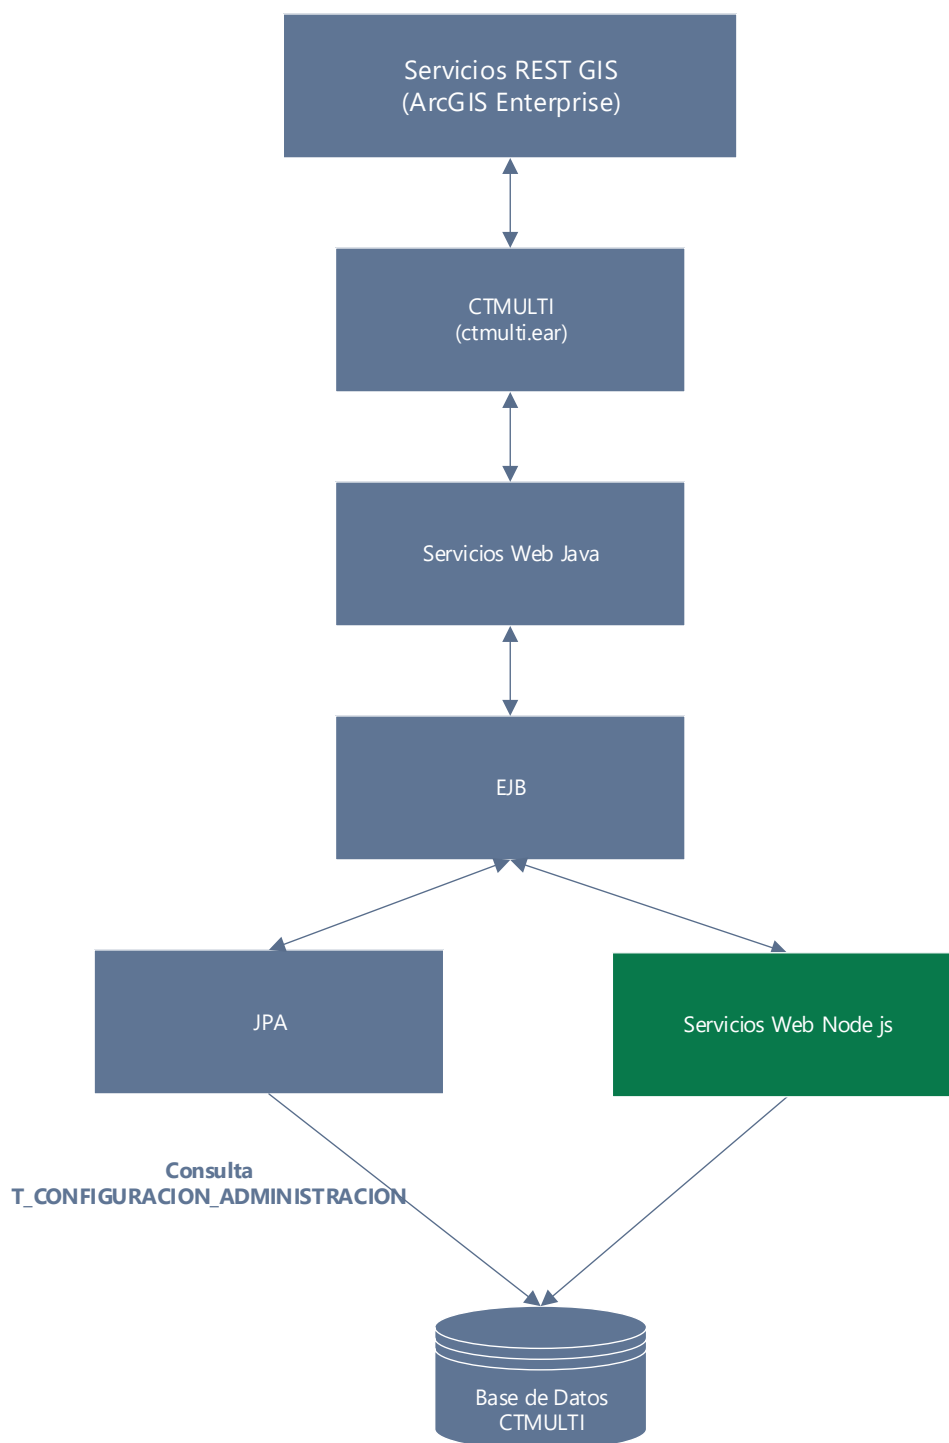 Servicios REST GIS
(ArcGIS Enterprise)
CTMULTI
(ctmulti.ear)
Servicios Web Java
EJB
JPA
Servicios Web Node js
Consulta
T_CONFIGURACION_ADMINISTRACION
Base de Datos
CTMULTI